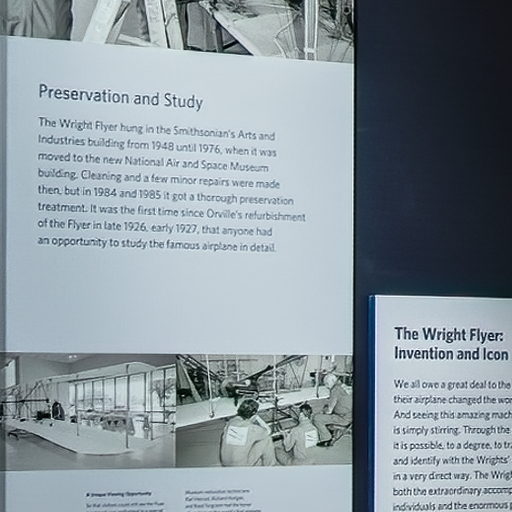 Preservation and Study
The Wright Flyer hung in the Smithsonian's Arts and
Industries building from 1948 until 1976, when it was
moved to the new National Air and Space Museum
building. Cleaning and a few minor repairs were made
then, but in 1984 and 1985 it got a thorough preservation
treatment. It was the first time since Orville's refurbishment
of the Flyer in late 1926, early 1927, that anyone had
an opportunity to study the famous airplane in detail.
A Unique Viewing Opportunity
Museum restoration technicians
The Wright Flyer:
Invention and Icon
We all owe a great deal to the
their airplane changed the
And seeing this amazing
is simply stirring. Through the
it is possible, to a degree, to
and identify with the Wrights'
in a very direct way. The
both the extraordinary
individuals and the enormous